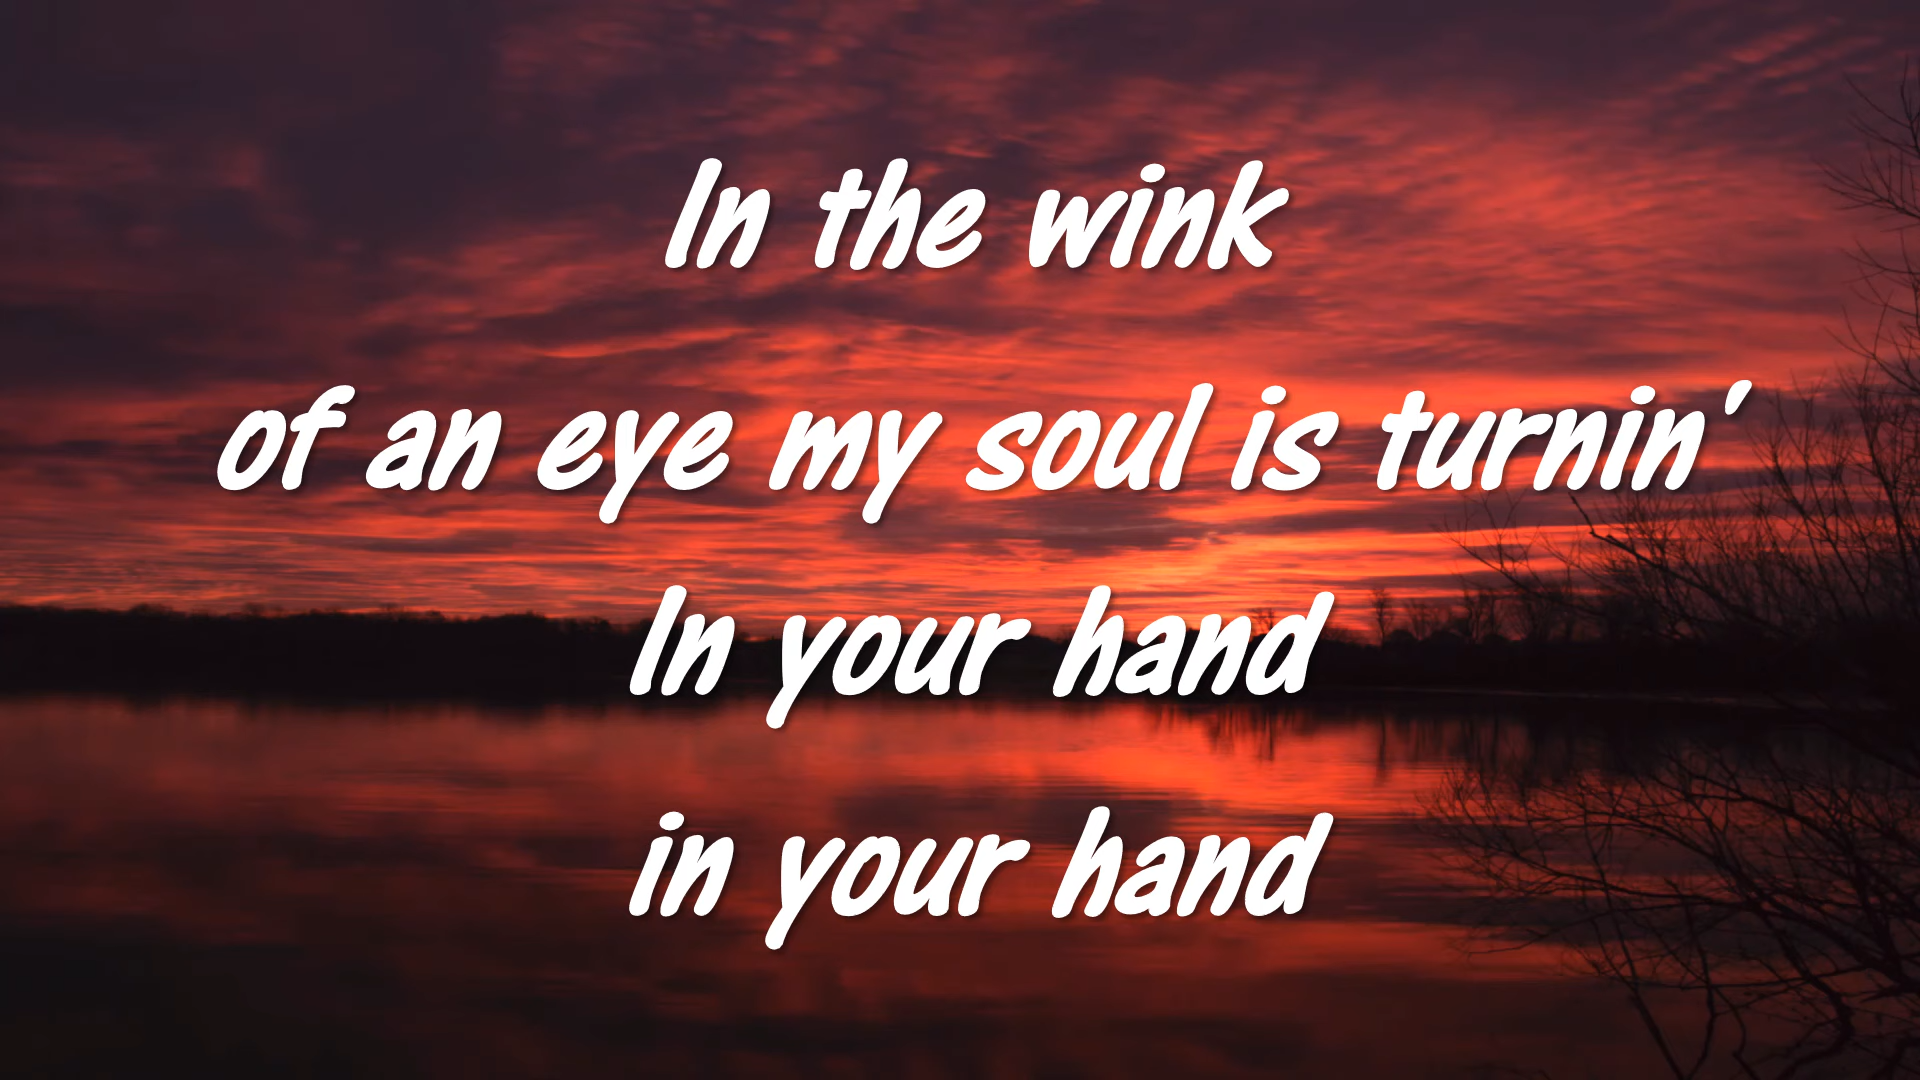 In the wink
of an eye my soul is turnin'
In your hand
in your hand